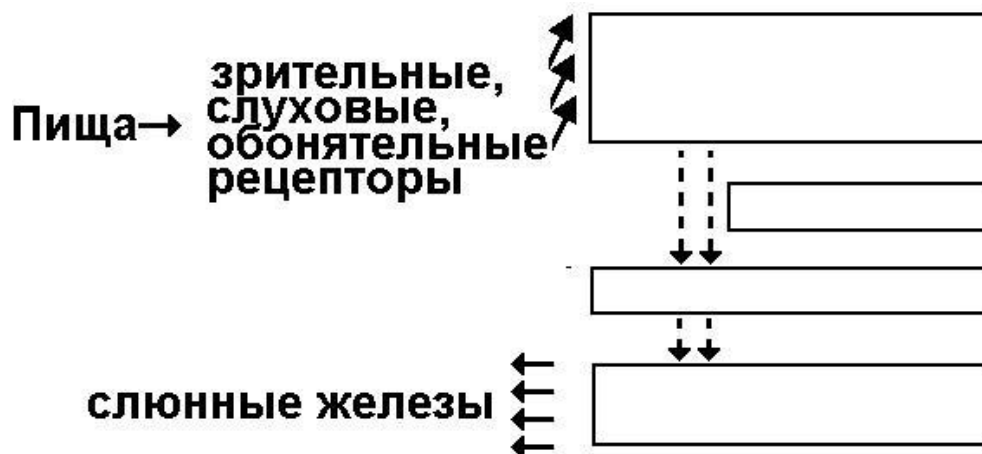 Пища→
зрительные,
слуховые,
обонятельные
рецепторы
слюнные железы